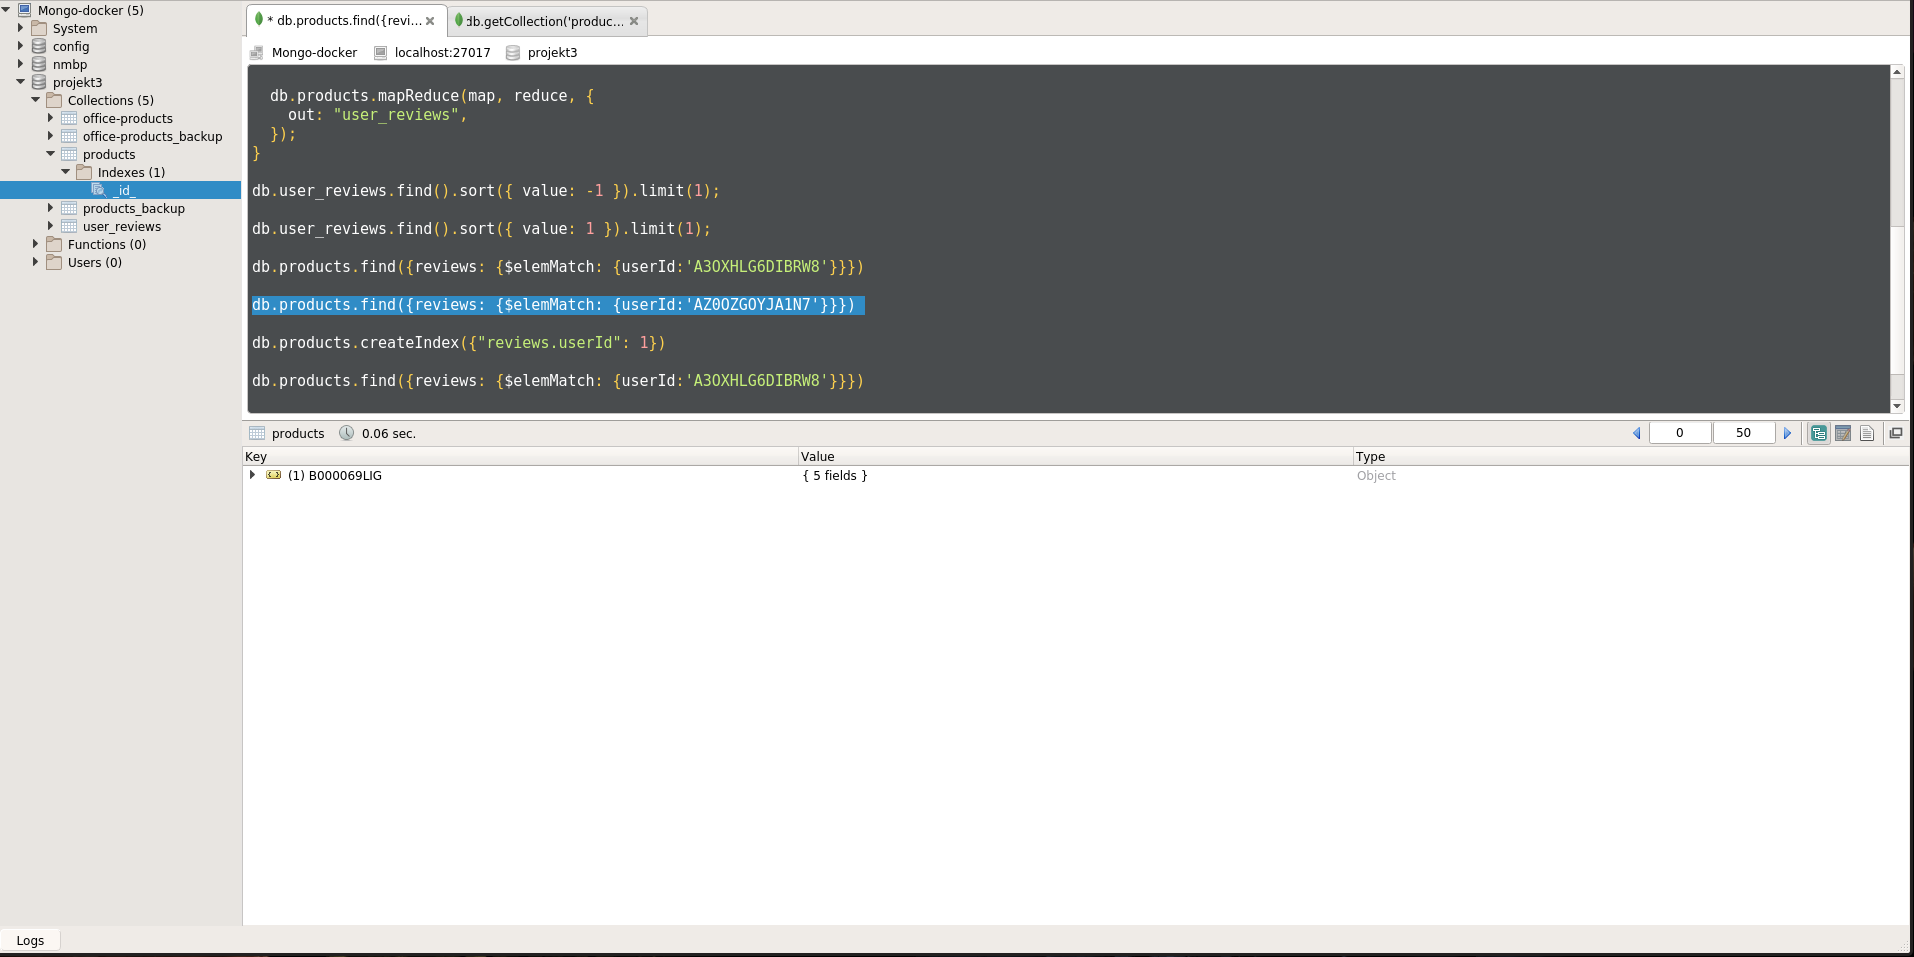 Mongo-docker (5)
System
config
nmbp
projekt3
Collections (5)
office-products
office-products_backup
products
Indexes (1)
_id_
products_backup
user_reviews
Functions (0)
Users (0)
* db.products.find({revi...
db.getCollection('produc...
Mongo-docker localhost:27017 projekt3
db.products.mapReduce(map, reduce, {
out: "user_reviews",
});
}
db.user_reviews.find().sort({ value: -1 }).limit(1);
db.user_reviews.find().sort({ value: 1 }).limit(1);
db.products.find({reviews: {$elemMatch: {userId:'A3OXHLG6DIBRW8'}}})
db.products.find({reviews: {$elemMatch: {userId:'AZ0OZGOYJA1N7'}}})
db.products.createIndex({"reviews.userId": 1})
db.products.find({reviews: {$elemMatch: {userId:'A3OXHLG6DIBRW8'}}})
products 0.06 sec. 0 50
Key Value Type
(1) B000069LIG { 5 fields } Object
Logs